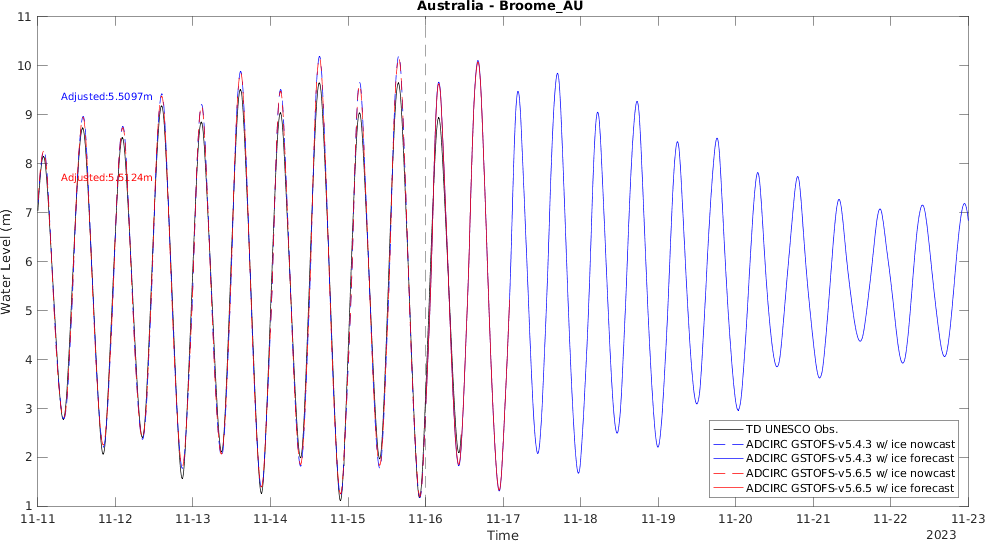 Australia - Broome_AU
11
10
9
8
7
6
5
4
3
2
1
Water Level (m)
Adjusted:5.5097m
Adjusted:5.5124m
TD UNESCO Obs.
ADCIRC GSTOFS-v5.4.3 w/ ice nowcast
ADCIRC GSTOFS-v5.4.3 w/ ice forecast
ADCIRC GSTOFS-v5.6.5 w/ ice nowcast
ADCIRC GSTOFS-v5.6.5 w/ ice forecast
11-11 11-12 11-13 11-14 11-15 11-16 11-17 11-18 11-19 11-20 11-21 11-22 11-23
Time
2023